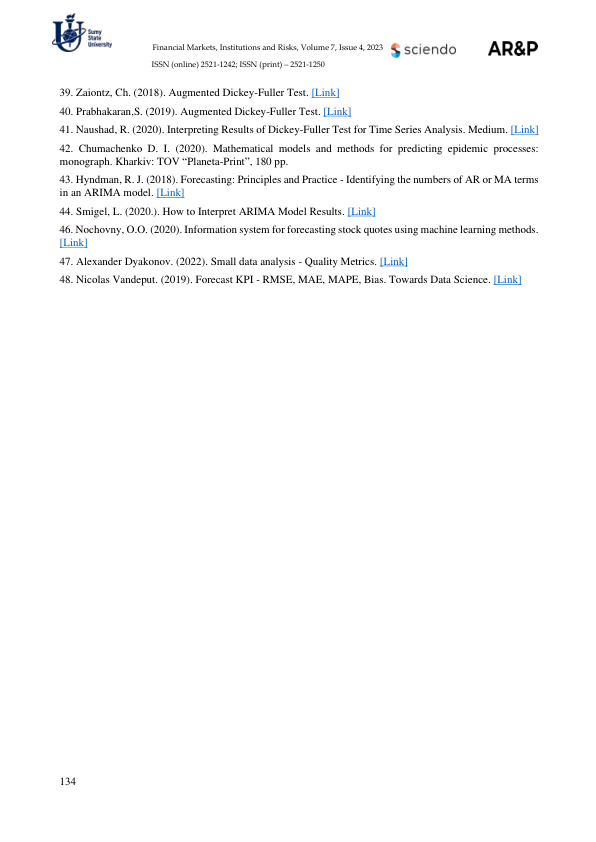 Sumy
State
University
Financial Markets, Institutions and Risks, Volume 7, Issue 4, 2023
sciendo
AR&P
ISSN (online) 2521-1242; ISSN (print) – 2521-1250
39. Zaiontz, Ch. (2018). Augmented Dickey-Fuller Test. [Link]
40. Prabhakaran,S. (2019). Augmented Dickey-Fuller Test. [Link]
41. Naushad, R. (2020). Interpreting Results of Dickey-Fuller Test for Time Series Analysis. Medium. [Link]
42. Chumachenko D. I. (2020). Mathematical models and methods for predicting epidemic processes:
monograph. Kharkiv: TOV “Planeta-Print”, 180 pp.
43. Hyndman, R. J. (2018). Forecasting: Principles and Practice - Identifying the numbers of AR or MA terms
in an ARIMA model. [Link]
44. Smigel, L. (2020.). How to Interpret ARIMA Model Results. [Link]
46. Nochovny, O.O. (2020). Information system for forecasting stock quotes using machine learning methods.
[Link]
47. Alexander Dyakonov. (2022). Small data analysis - Quality Metrics. [Link]
48. Nicolas Vandeput. (2019). Forecast KPI - RMSE, MAE, MAPE, Bias. Towards Data Science. [Link]
134